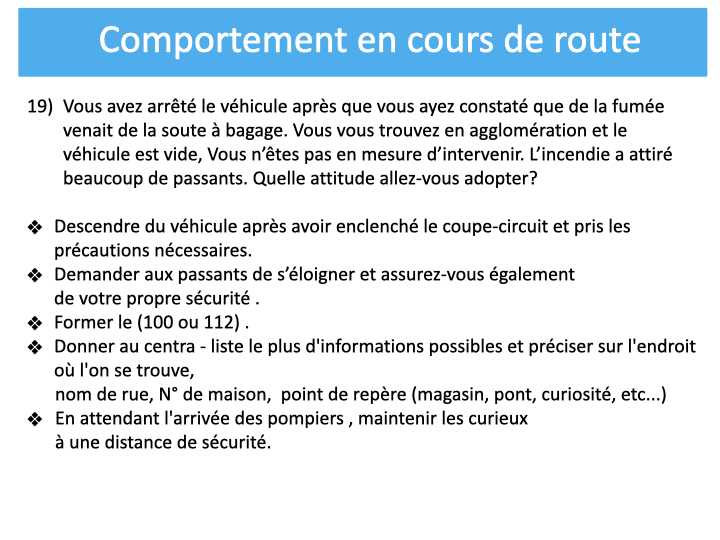 Comportement en cours de route
19) Vous avez arrêté le véhicule après que vous ayez constaté que de la fumée
venait de la soute à bagage. Vous vous trouvez en agglomération et le
véhicule est vide, Vous n’êtes pas en mesure d’intervenir. L’incendie a attiré
beaucoup de passants. Quelle attitude allez-vous adopter?
❖ Descendre du véhicule après avoir enclenché le coupe-circuit et pris les
précautions nécessaires.
❖ Demander aux passants de s’éloigner et assurez-vous également
de votre propre sécurité .
❖ Former le (100 ou 112) .
❖ Donner au centra - liste le plus d'informations possibles et préciser sur l'endroit
où l'on se trouve,
nom de rue, N° de maison, point de repère (magasin, pont, curiosité, etc...)
❖ En attendant l'arrivée des pompiers , maintenir les curieux
à une distance de sécurité.